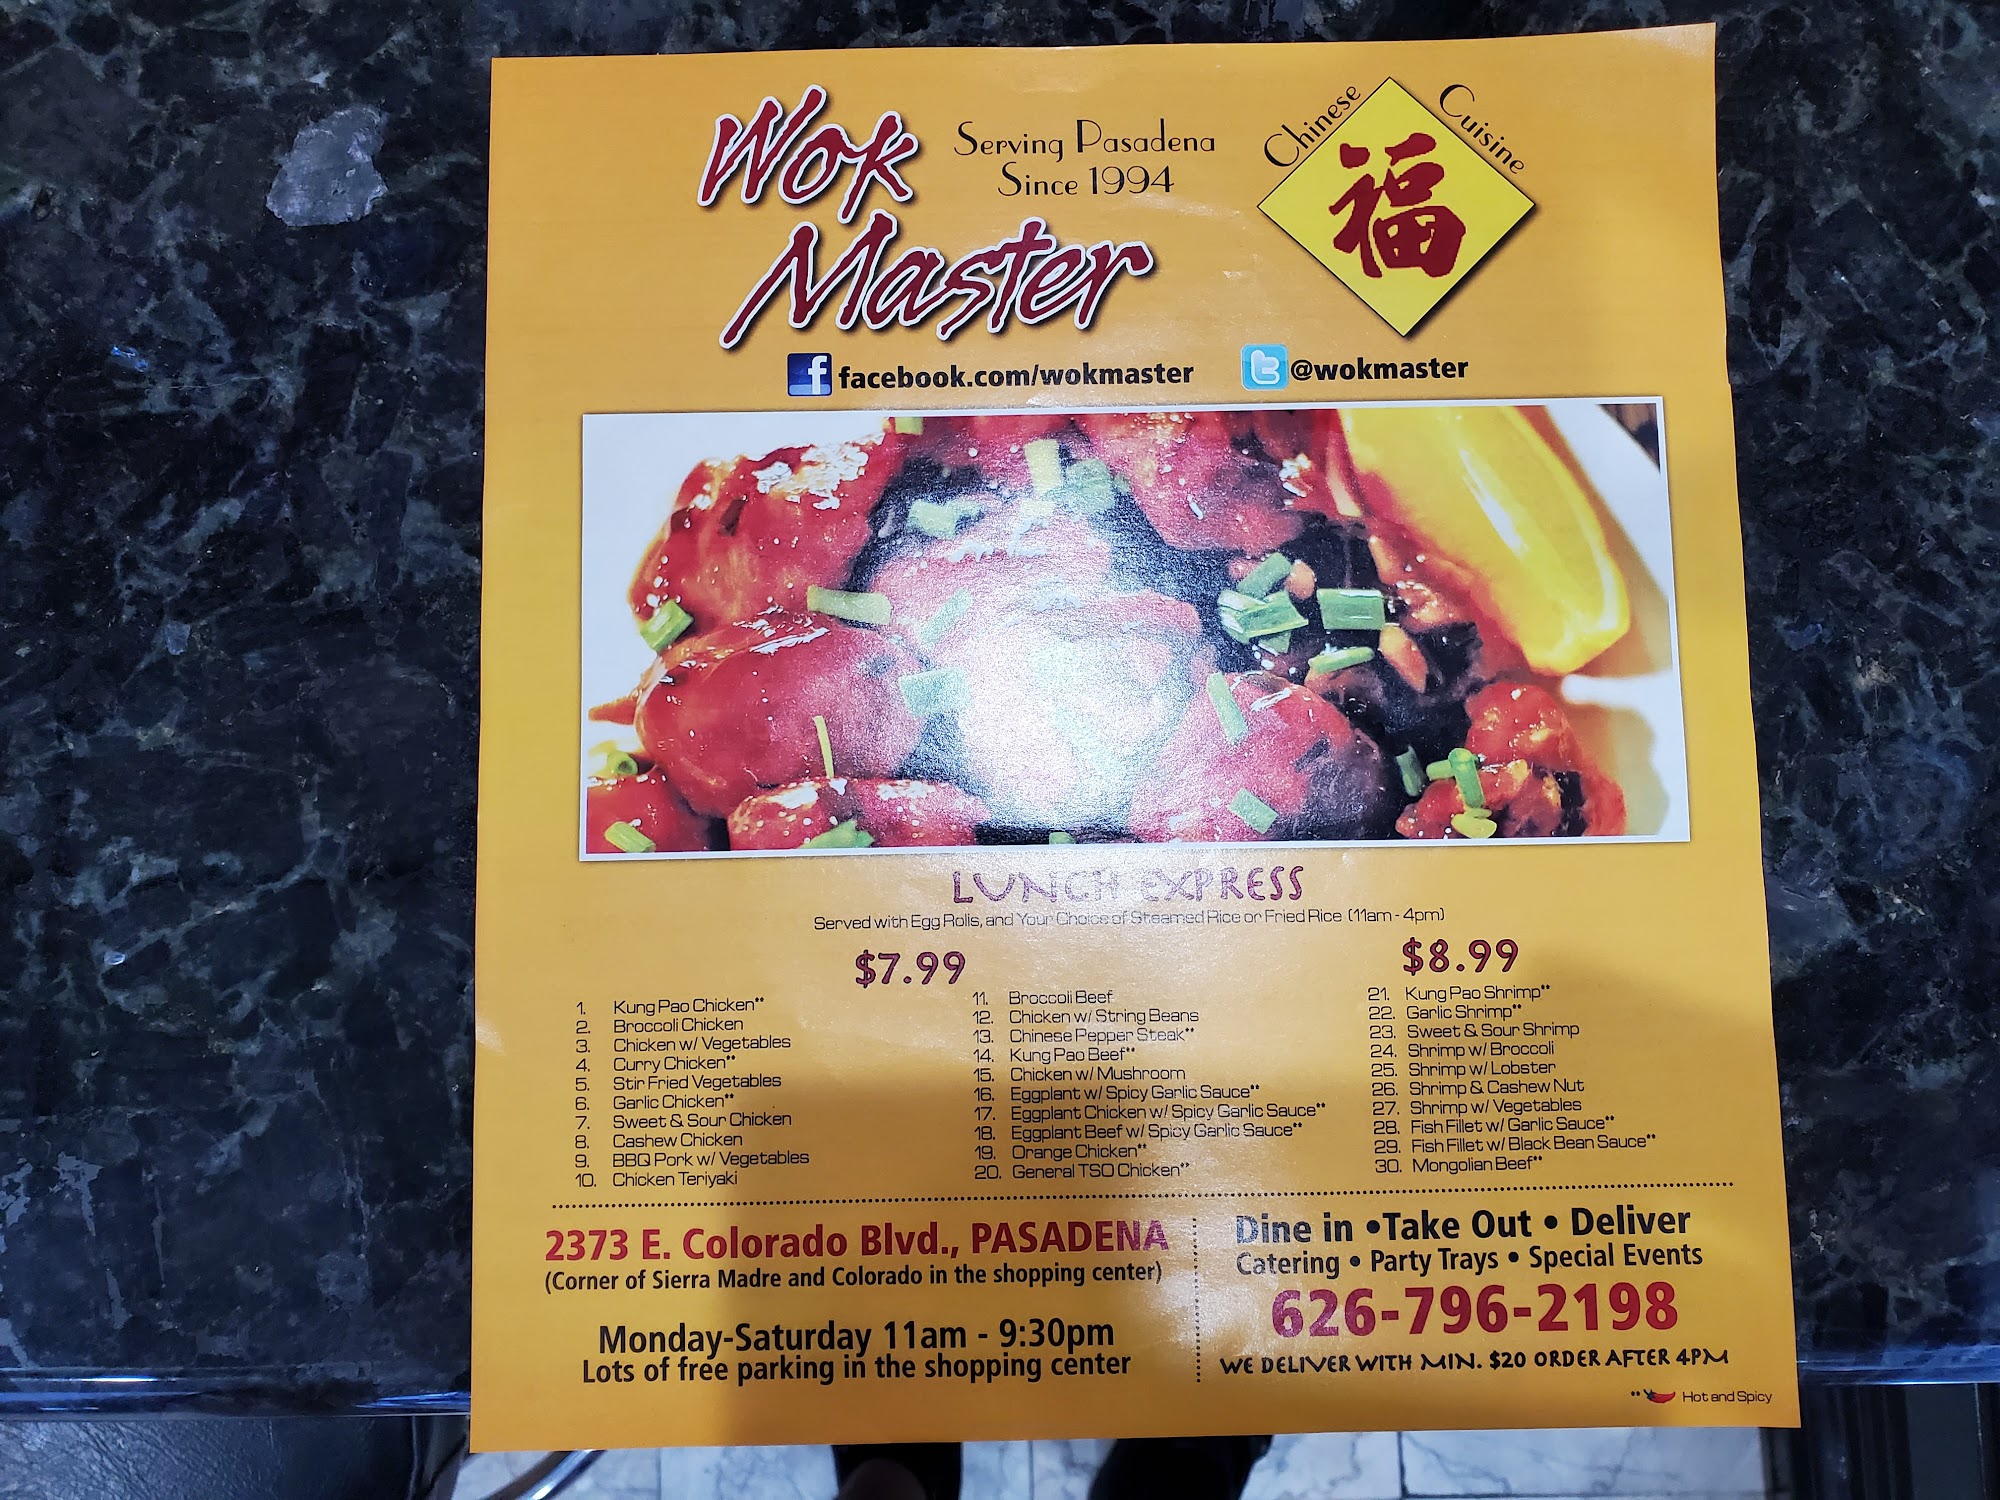 Wok
Master
Serving Pasadena
Since 1994
Chinese Cuisine
福
facebook.com/wokmaster
@wokmaster
LUNCH EXPRESS
Served with Egg Rolls, and Your Choice of Steamed Rice or Fried Rice (11am - 4pm)
$7.99
1. Kung Pao Chicken**
2. Broccoli Chicken
3. Chicken w/ Vegetables
4. Curry Chicken**
5. Stir Fried Vegetables
6. Garlic Chicken**
7. Sweet & Sour Chicken
8. Cashew Chicken
9. BBQ Pork w/ Vegetables
10. Chicken Teriyaki
11. Broccoli Beef
12. Chicken w/ String Beans
13. Chinese Pepper Steak**
14. Kung Pao Beef**
15. Chicken w/ Mushroom
16. Eggplant w/ Spicy Garlic Sauce**
17. Eggplant Chicken w/ Spicy Garlic Sauce**
18. Eggplant Beef w/ Spicy Garlic Sauce**
19. Orange Chicken**
20. General TSO Chicken**
$8.99
21. Kung Pao Shrimp**
22. Garlic Shrimp**
23. Sweet & Sour Shrimp
24. Shrimp w/ Broccoli
25. Shrimp w/ Lobster
26. Shrimp & Cashew Nut
27. Shrimp w/ Vegetables
28. Fish Fillet w/ Garlic Sauce**
29. Fish Fillet w/ Black Bean Sauce**
30. Mongolian Beef**
2373 E. Colorado Blvd., PASADENA
(Corner of Sierra Madre and Colorado in the shopping center)
Monday-Saturday 11am - 9:30pm
Lots of free parking in the shopping center
Dine in • Take Out • Deliver
Catering • Party Trays • Special Events
626-796-2198
WE DELIVER WITH MIN. $20 ORDER AFTER 4PM
** Hot and Spicy